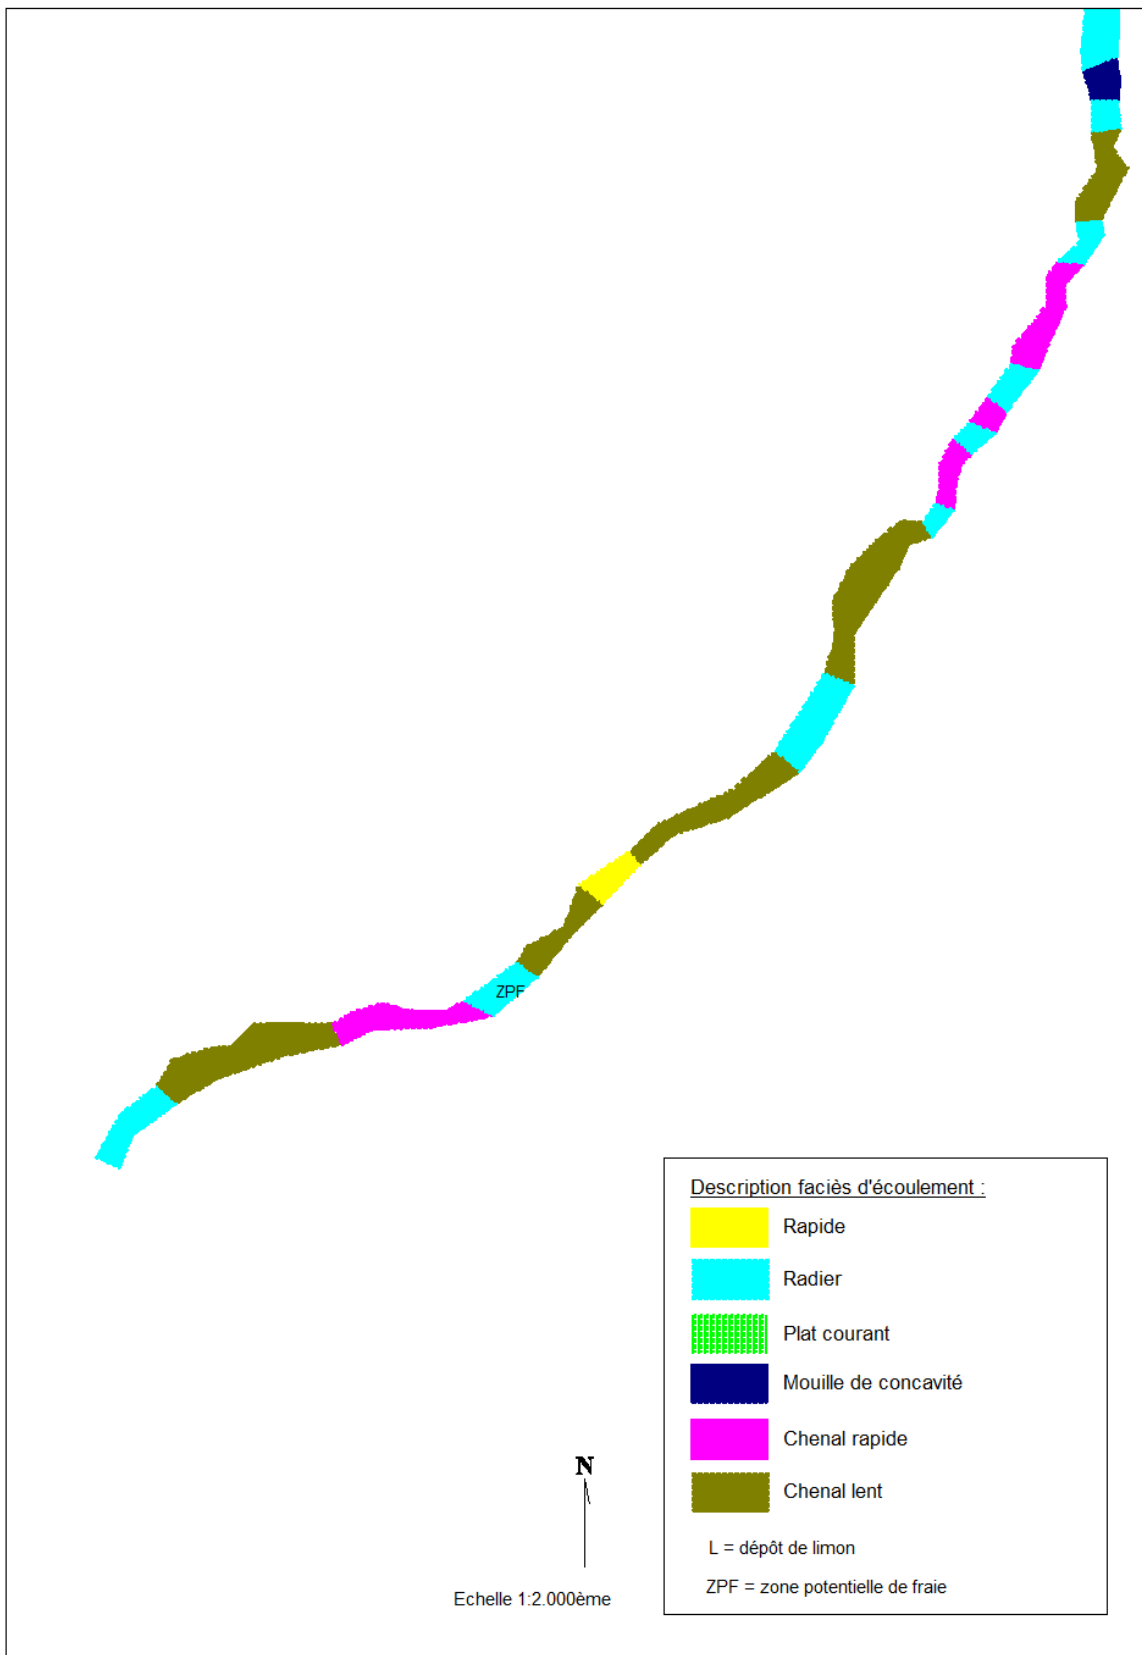 ZPF
Description faciès d'écoulement :
Rapide
Radier
Plat courant
Mouille de concavité
Chenal rapide
Chenal lent
L = dépôt de limon
ZPF = zone potentielle de fraie
N
Echelle 1:2.000ème